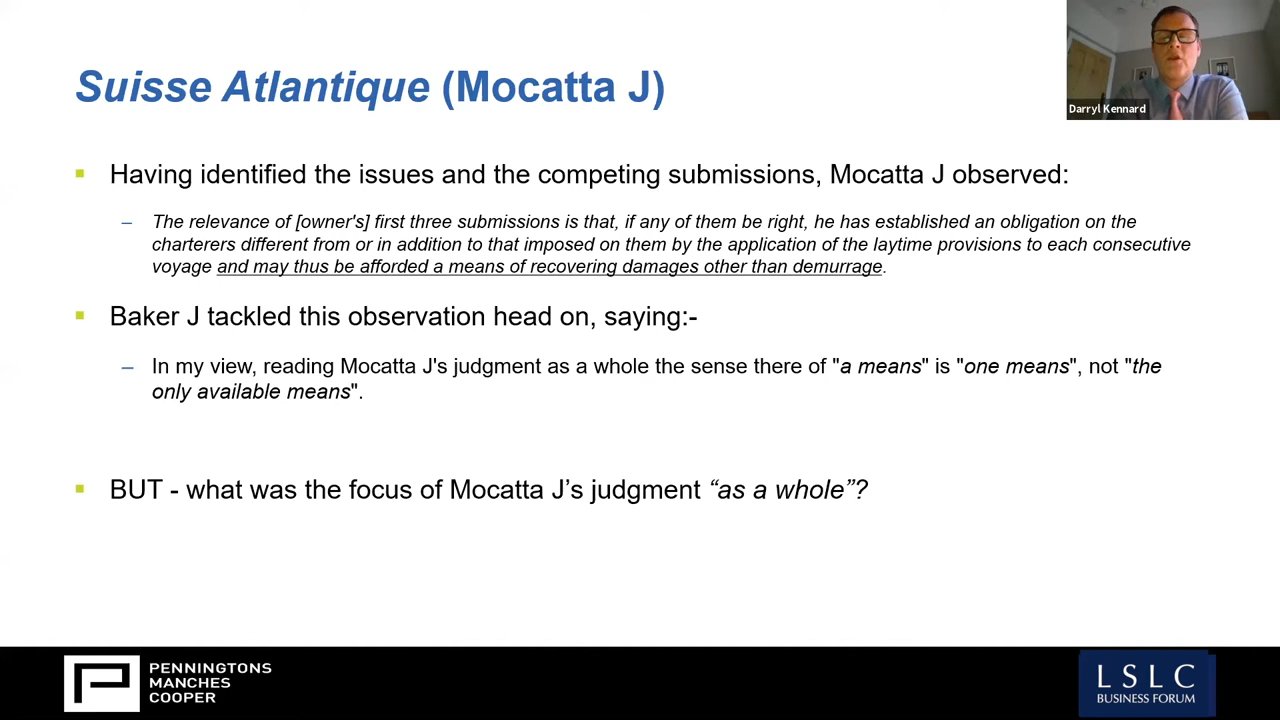 Suisse Atlantique (Mocatta J)
Darryl Kennard
▪ Having identified the issues and the competing submissions, Mocatta J observed:
– The relevance of [owner's] first three submissions is that, if any of them be right, he has established an obligation on the
charterers different from or in addition to that imposed on them by the application of the laytime provisions to each consecutive
voyage and may thus be afforded a means of recovering damages other than demurrage.
▪ Baker J tackled this observation head on, saying:-
– In my view, reading Mocatta J's judgment as a whole the sense there of "a means" is "one means", not "the
only available means".
▪ BUT - what was the focus of Mocatta J’s judgment “as a whole”?
PENNINGTONS
MANCHES
COOPER
LSLC
BUSINESS FORUM